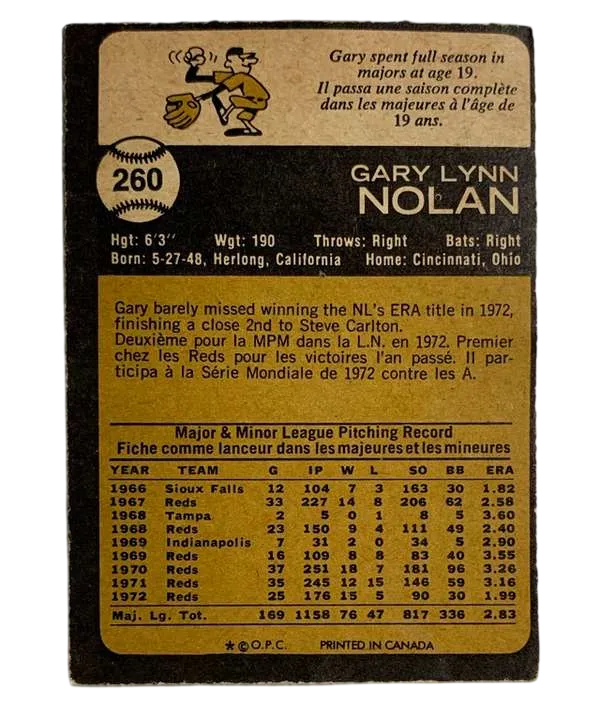 Gary spent full season in
majors at age 19.
Il passa une saison complète
dans les majeures à l'âge de
19 ans.
260
GARY LYNN
NOLAN
Hgt: 6'3" Wgt: 190 Throws: Right Bats: Right
Born: 5-27-48, Herlong, California Home: Cincinnati, Ohio
Gary barely missed winning the NL's ERA title in 1972,
finishing a close 2nd to Steve Carlton.
Deuxième pour la MPM dans la L.N. en 1972. Premier
chez les Reds pour les victoires l'an passé. Il par-
ticipa à la Série Mondiale de 1972 contre les A.
Major & Minor League Pitching Record
Fiche comme lanceur dans les majeures et les mineures
YEAR TEAM G IP W L SO BB ERA
1966 Sioux Falls 12 104 7 3 163 30 1.82
1967 Reds 33 227 14 8 206 62 2.58
1968 Tampa 2 5 0 1 8 5 3.60
1968 Reds 23 150 9 4 111 49 2.40
1969 Indianapolis 7 31 2 0 34 5 2.90
1969 Reds 16 109 8 8 83 40 3.55
1970 Reds 37 251 18 7 181 96 3.26
1971 Reds 35 245 12 15 146 59 3.16
1972 Reds 25 176 15 5 90 30 1.99
Maj. Lg. Tot. 169 1158 76 47 817 336 2.83
★ © O.P.C. PRINTED IN CANADA